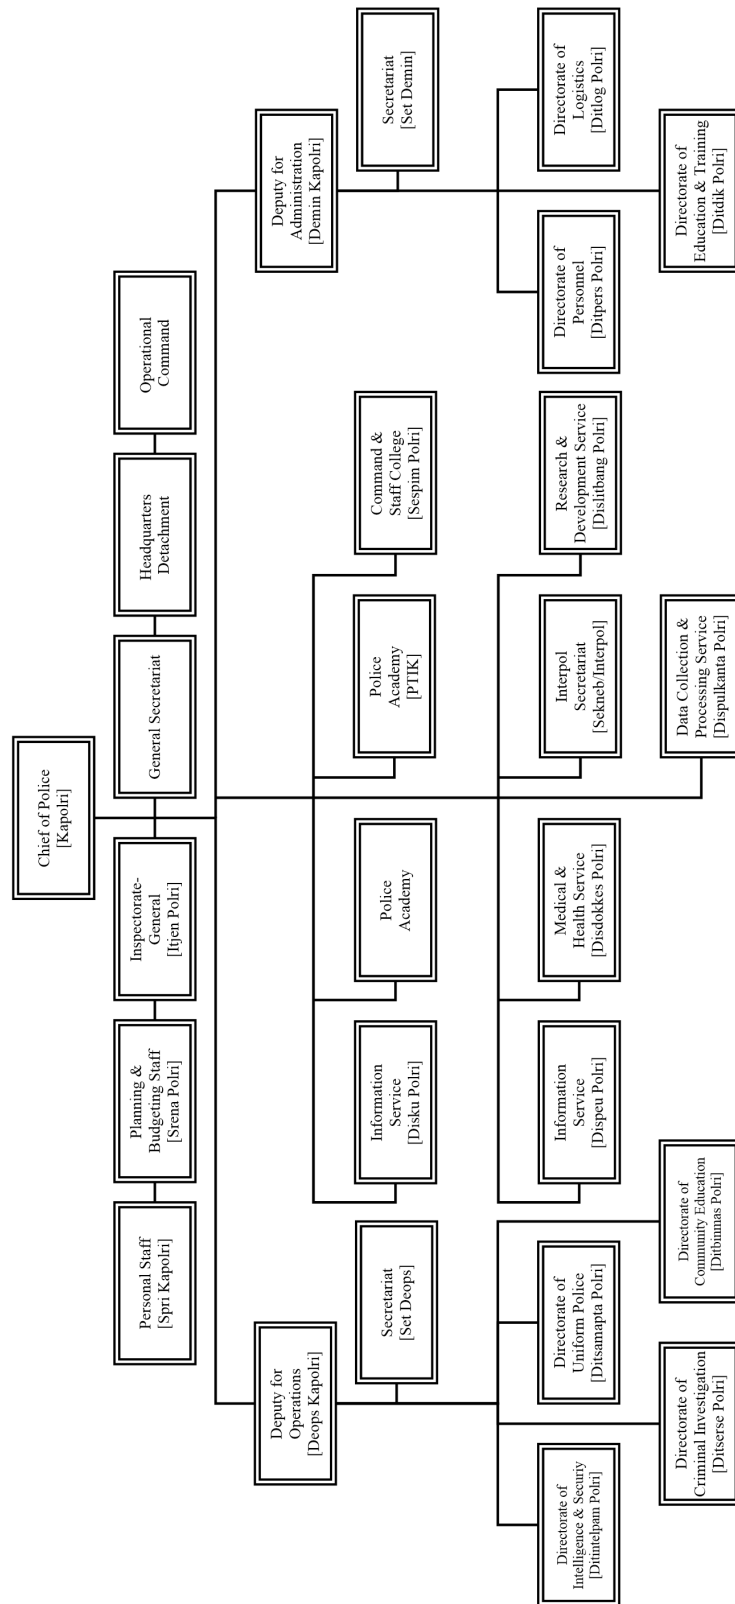 Chief of Police
[Kapolri]
Personal Staff
[Spri Kapolri]
Planning &
Budgeting Staff
[Srena Polri]
Inspectorate-
General
[Itjen Polri]
General Secretariat
Headquarters
Detachment
Operational
Command
Deputy for
Operations
[Deops Kapolri]
Deputy for
Administration
[Demin Kapolri]
Secretariat
[Set Deops]
Information
Service
[Disku Polri]
Police
Academy
Police
Academy
[PTIK]
Command &
Staff College
[Sespim Polri]
Secretariat
[Set Demin]
Directorate of
Intelligence & Securiy
[Ditintelpam Polri]
Directorate of
Uniform Police
[Ditsamapta Polri]
Information
Service
[Dispeu Polri]
Medical &
Health Service
[Disdokkes Polri]
Interpol
Secretariat
[Sekneb/Interpol]
Research &
Development Service
[Dislitbang Polri]
Directorate of
Personnel
[Ditpers Polri]
Directorate of
Logistics
[Ditlog Polri]
Directorate of
Criminal Investigation
[Ditserse Polri]
Directorate of
Community Education
[Ditbinmas Polri]
Data Collection &
Processing Service
[Dispulkanta Polri]
Directorate of
Education & Training
[Ditdik Polri]